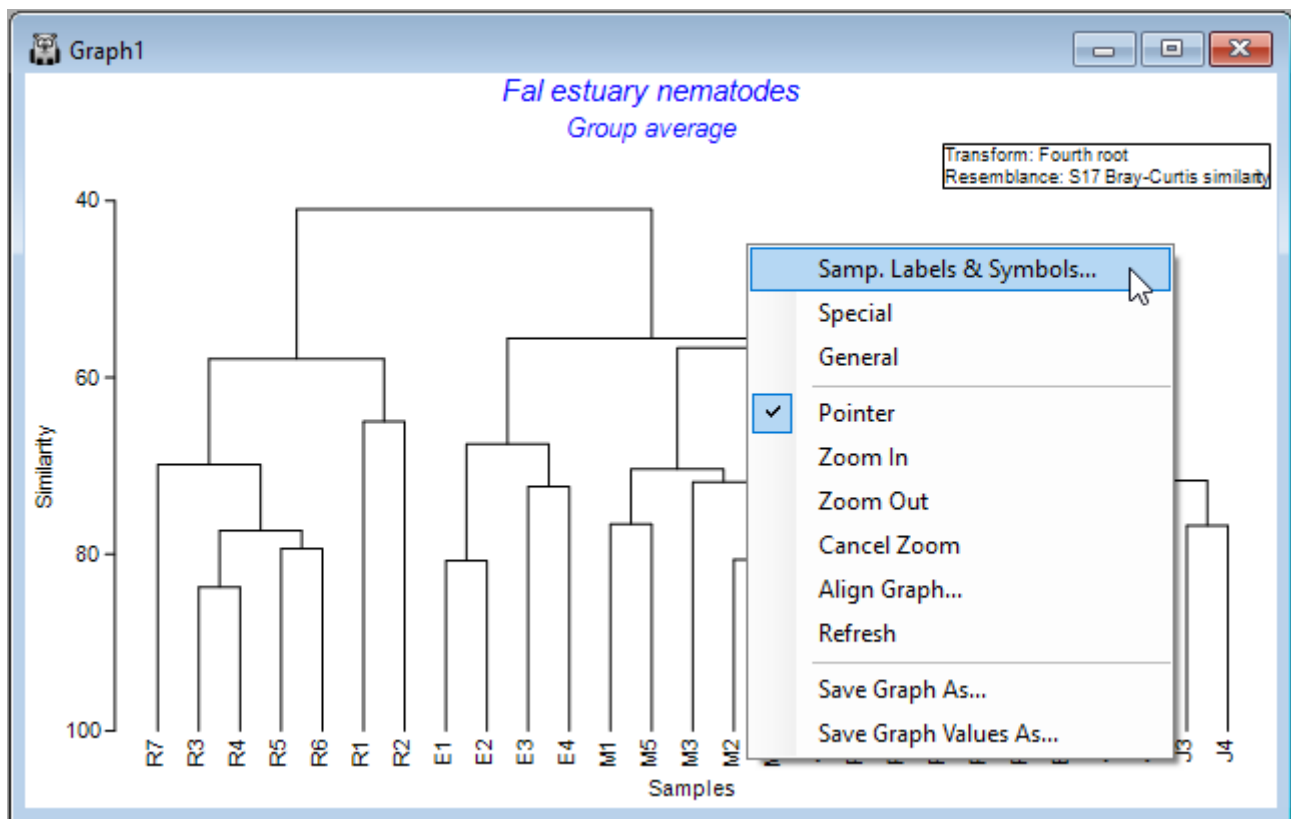 Graph1
Fal estuary nematodes
Group average
Transform: Fourth root
Resemblance: S17 Bray-Curtis similarity
40
60
80
100
Similarity
R7 R3 R4 R5 R6 R1 R2 E1 E2 E3 E4 M1 M5 M3 M2 J3 J4
Samples
Samp. Labels & Symbols...
Special
General
Pointer
Zoom In
Zoom Out
Cancel Zoom
Align Graph...
Refresh
Save Graph As...
Save Graph Values As...